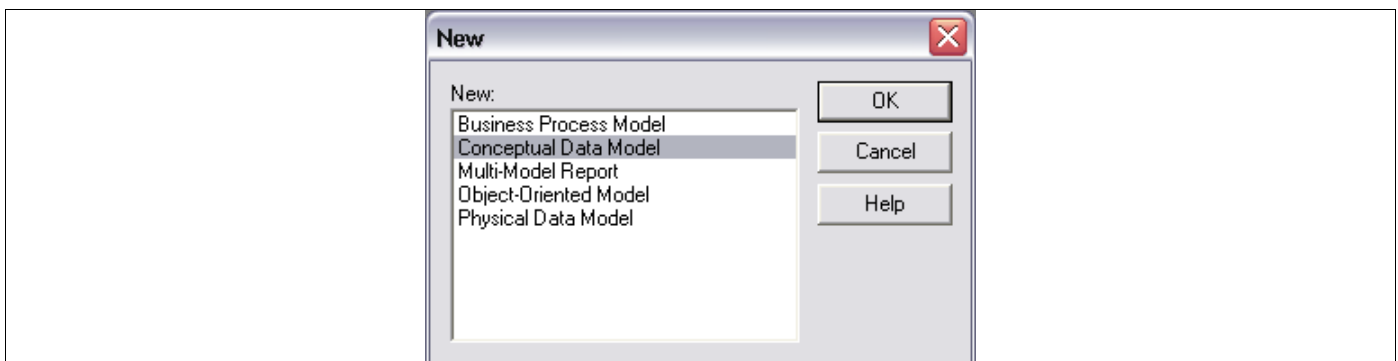 New
New:
OK
Business Process Model
Conceptual Data Model
Cancel
Multi-Model Report
Object-Oriented Model
Help
Physical Data Model